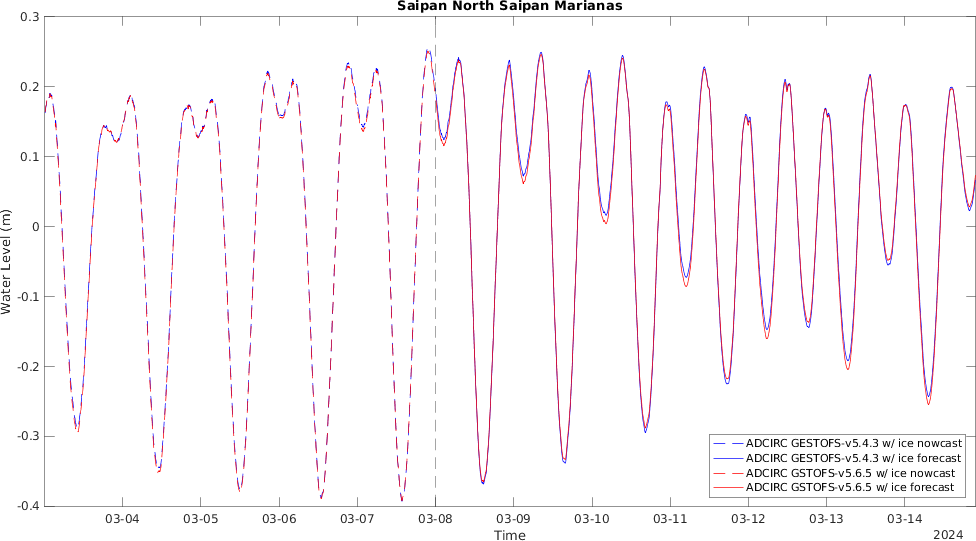 Saipan North Saipan Marianas
0.3
0.2
0.1
0
-0.1
-0.2
-0.3
-0.4
Water Level (m)
03-04 03-05 03-06 03-07 03-08 03-09 03-10 03-11 03-12 03-13 03-14
Time
2024
ADCIRC GESTOFS-v5.4.3 w/ ice nowcast
ADCIRC GESTOFS-v5.4.3 w/ ice forecast
ADCIRC GSTOFS-v5.6.5 w/ ice nowcast
ADCIRC GSTOFS-v5.6.5 w/ ice forecast